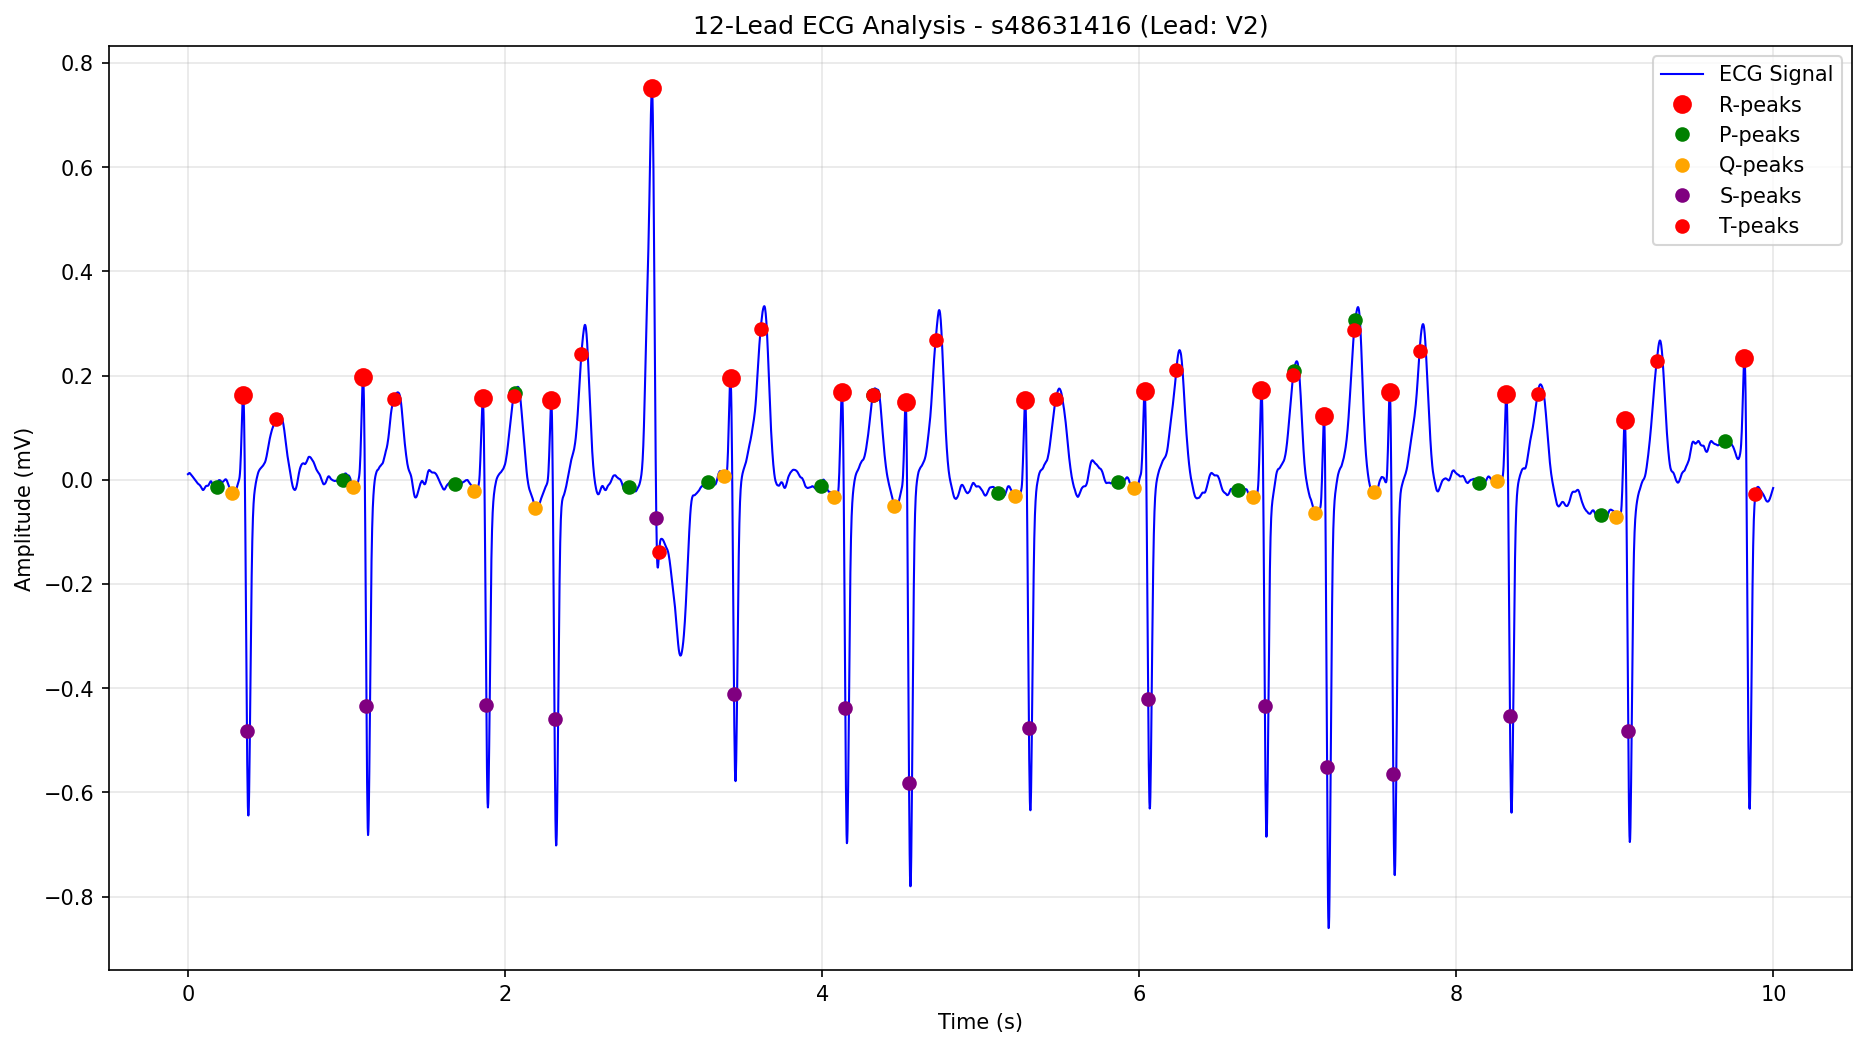 12-Lead ECG Analysis - s48631416 (Lead: V2)
ECG Signal
R-peaks
P-peaks
Q-peaks
S-peaks
T-peaks
Amplitude (mV)
0.8
0.6
0.4
0.2
0.0
−0.2
−0.4
−0.6
−0.8
0 2 4 6 8 10
Time (s)